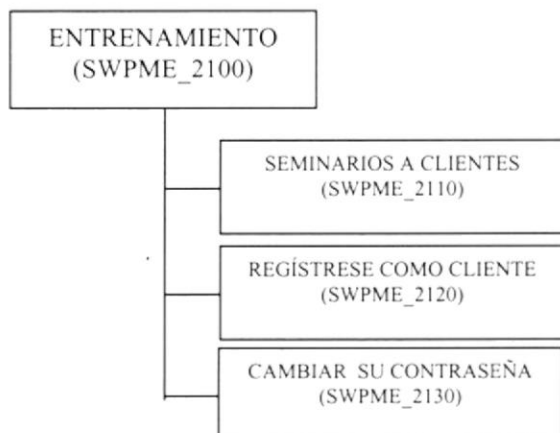 ENTRENAMIENTO
(SWPME_2100)
SEMINARIOS A CLIENTES
(SWPME_2110)
REGÍSTRESE COMO CLIENTE
(SWPME_2120)
CAMBIAR SU CONTRASEÑA
(SWPME_2130)